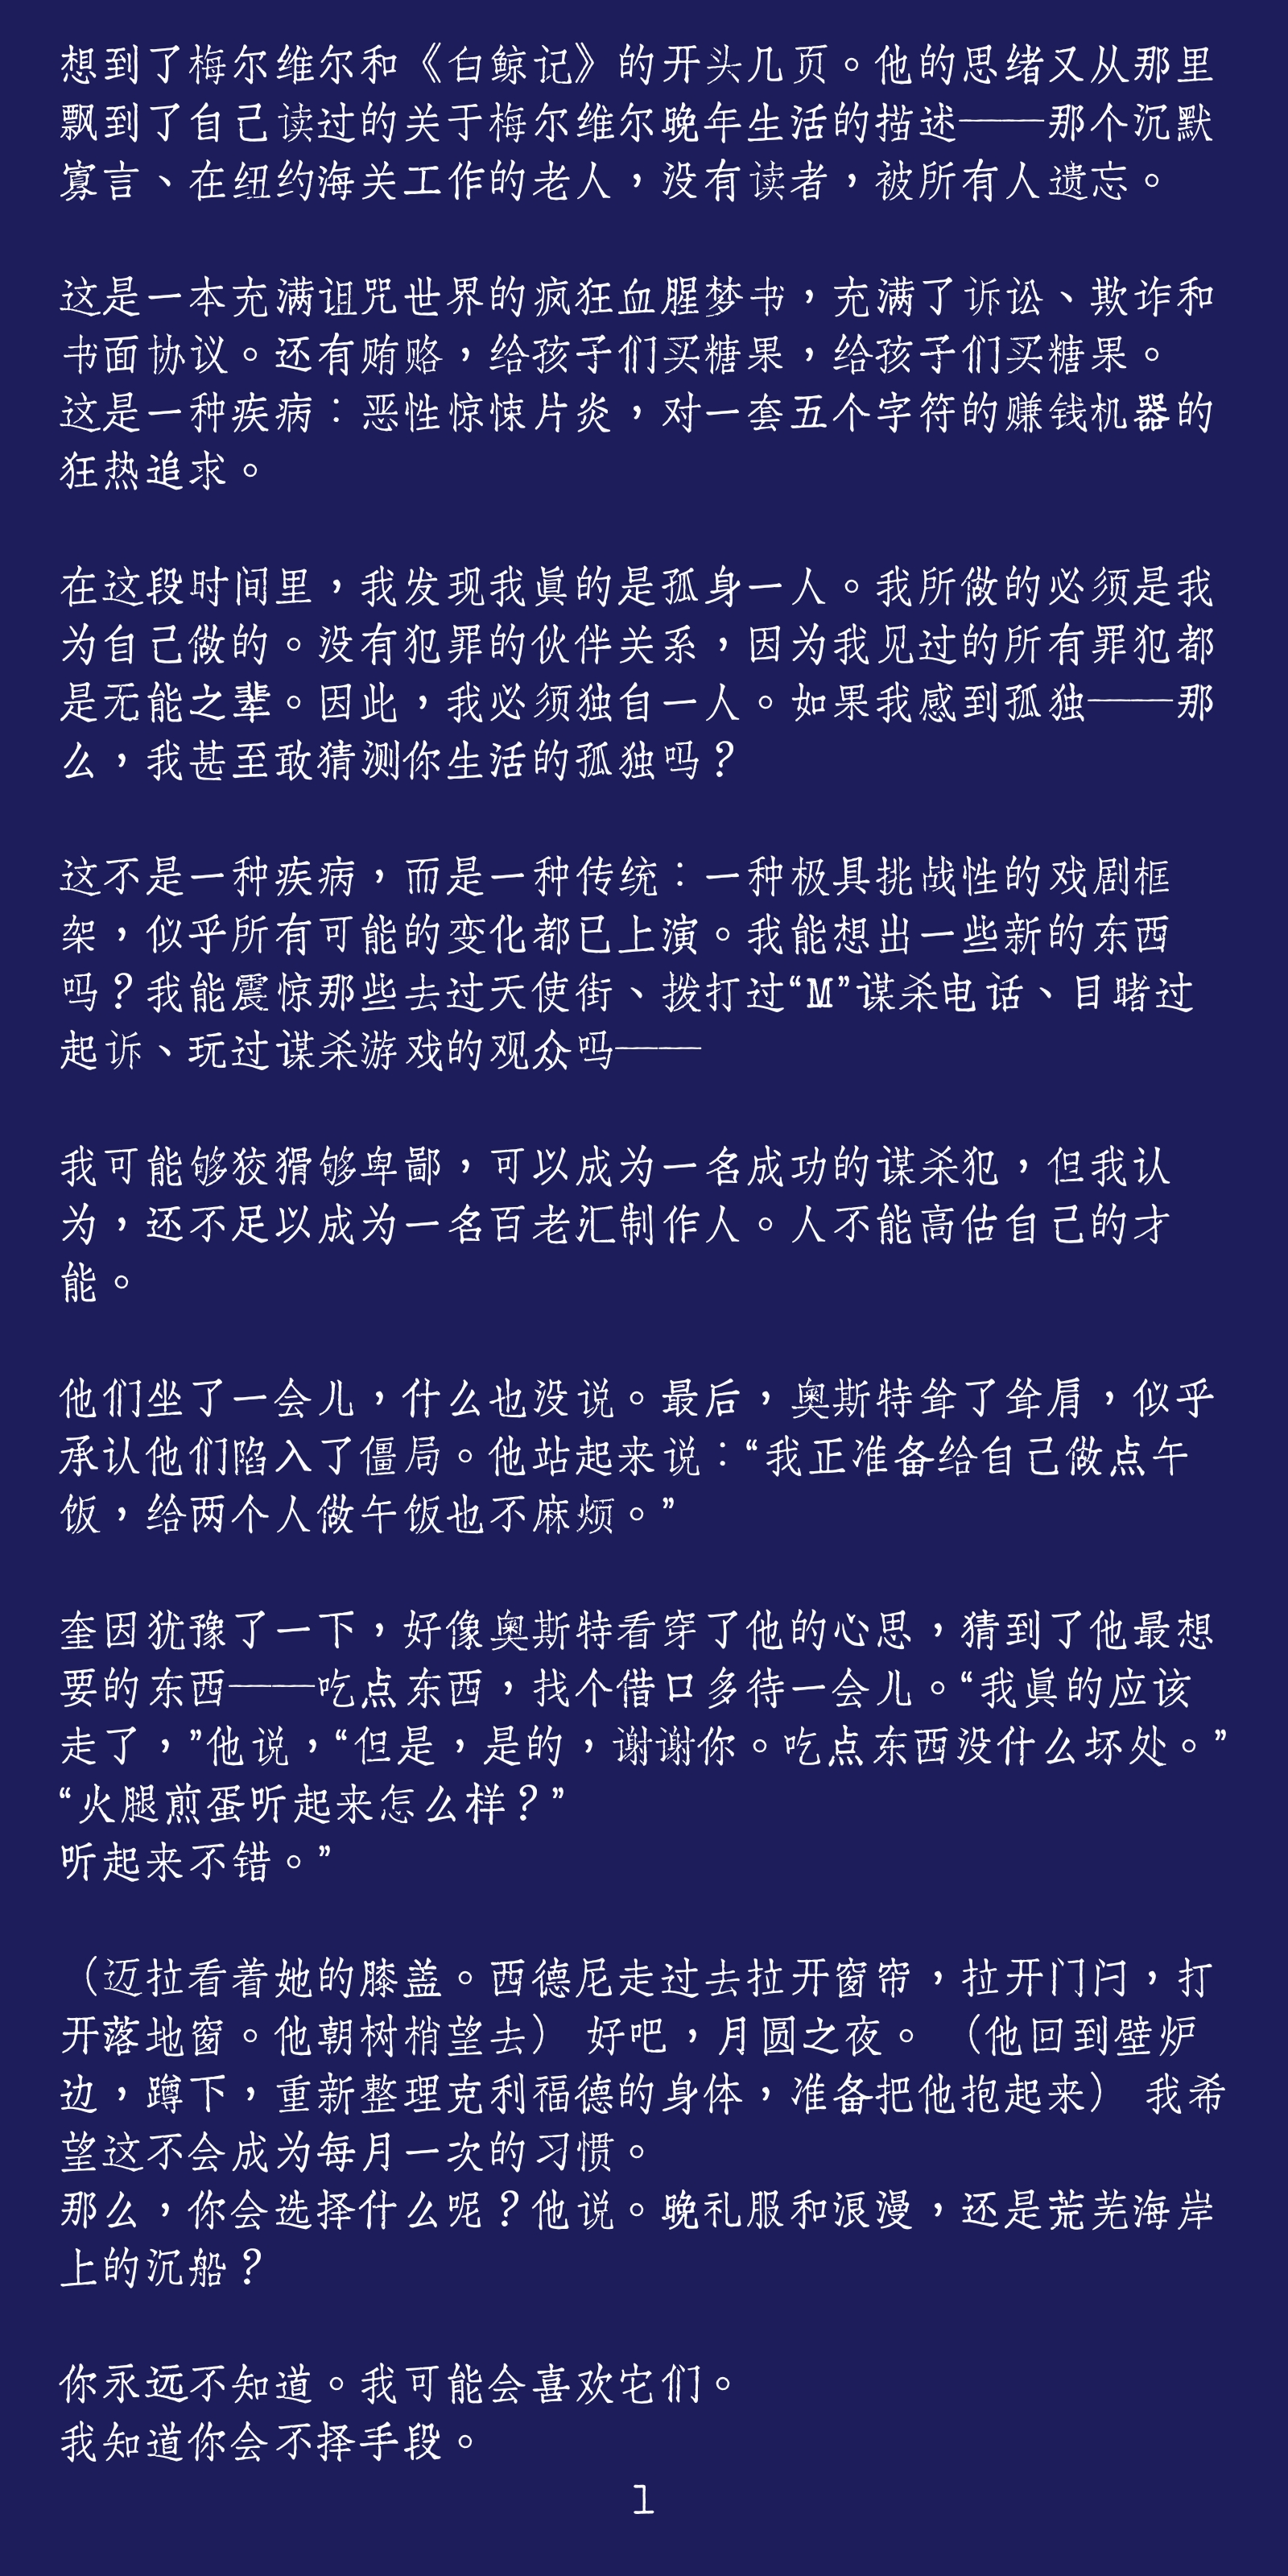 想到了梅尔维尔和《白鲸记》的开头几页。他的思绪又从那里
飘到了自己读过的关于梅尔维尔晚年生活的描述——那个沉默
寡言、在纽约海关工作的老人，没有读者，被所有人遗忘。
这是一本充满诅咒世界的疯狂血腥梦书，充满了诉讼、欺诈和
书面协议。还有贿赂，给孩子们买糖果，给孩子们买糖果。
这是一种疾病：恶性惊悚片炎，对一套五个字符的赚钱机器的
狂热追求。
在这段时间里，我发现我真的是孤身一人。我所做的必须是我
为自己做的。没有犯罪的伙伴关系，因为我见过的所有罪犯都
是无能之辈。因此，我必须独自一人。如果我感到孤独——那
么，我甚至敢猜测你生活的孤独吗？
这不是一种疾病，而是一种传统：一种极具挑战性的戏剧框
架，似乎所有可能的变化都已上演。我能想出一些新的东西
吗？我能震惊那些去过天使街、拨打过“M”谋杀电话、目睹过
起诉、玩过谋杀游戏的观众吗——
我可能够狡猾够卑鄙，可以成为一名成功的谋杀犯，但我认
为，还不足以成为一名百老汇制作人。人不能高估自己的才
能。
他们坐了一会儿，什么也没说。最后，奥斯特耸了耸肩，似乎
承认他们陷入了僵局。他站起来说：“我正准备给自己做点午
饭，给两个人做午饭也不麻烦。”
奎因犹豫了一下，好像奥斯特看穿了他的心思，猜到了他最想
要的东西——吃点东西，找个借口多待一会儿。“我真的应该
走了，”他说，“但是，是的，谢谢你。吃点东西没什么坏处。”
“火腿煎蛋听起来怎么样？”
听起来不错。”
（迈拉看着她的膝盖。西德尼走过去拉开窗帘，拉开门闩，打
开落地窗。他朝树梢望去） 好吧，月圆之夜。 （他回到壁炉
边，蹲下，重新整理克利福德的身体，准备把他抱起来） 我希
望这不会成为每月一次的习惯。
那么，你会选择什么呢？他说。晚礼服和浪漫，还是荒芜海岸
上的沉船？
你永远不知道。我可能会喜欢它们。
我知道你会不择手段。
1